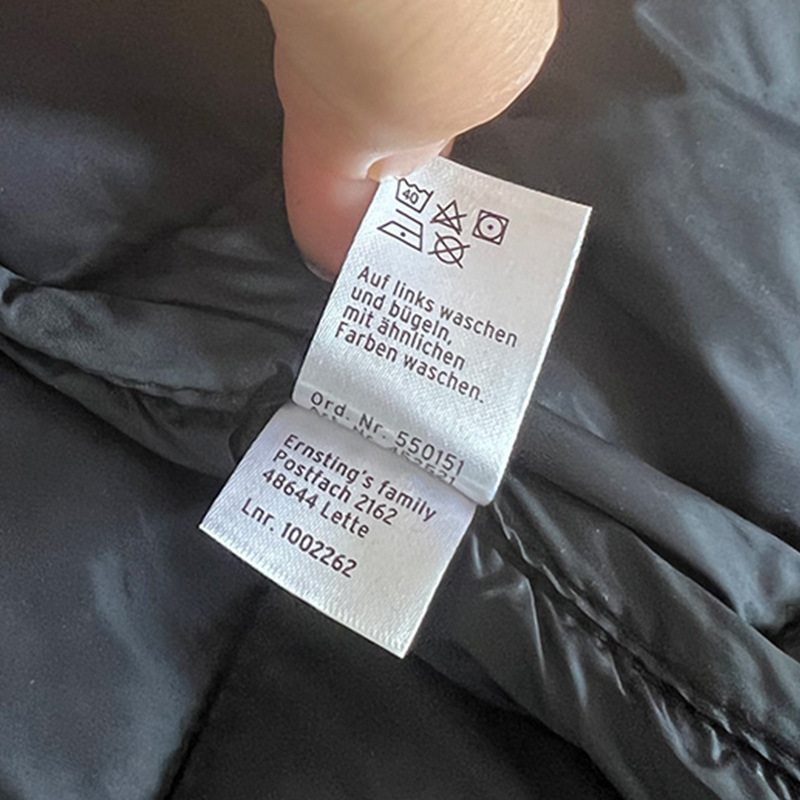 40
Auf links waschen
und bügeln,
mit ähnlichen
Farben waschen.
Ord. Nr. 550151
Ernsting's family
Postfach 2162
48644 Lette
Lnr. 1002262